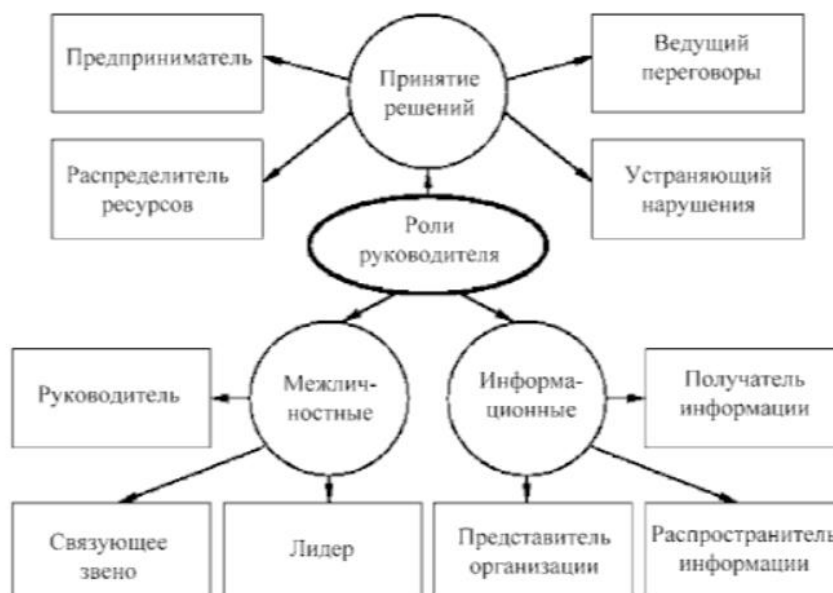 Предприниматель
Принятие
решений
Ведущий
переговоры
Распределитель
ресурсов
Устраняющий
нарушения
Роли
руководителя
Руководитель
Межлич-
ностные
Информа-
ционные
Получатель
информации
Связующее
звено
Лидер
Представитель
организации
Распространитель
информации